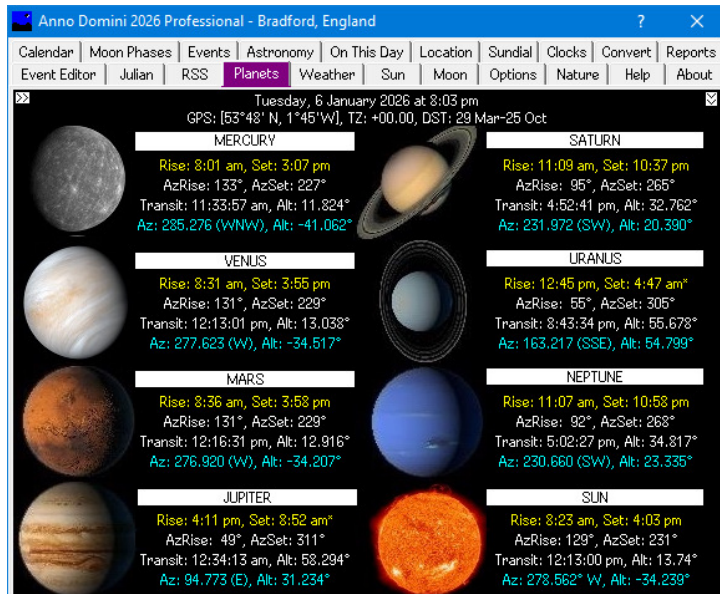 Anno Domini 2026 Professional - Bradford, England
Calendar Moon Phases Events Astronomy On This Day Location Sundial Clocks Convert Reports
Event Editor Julian RSS Planets Weather Sun Moon Options Nature Help About
Tuesday, 6 January 2026 at 8:03 pm
GPS: [53°48' N, 1°45'W], TZ: +00.00, DST: 29 Mar-25 Oct
MERCURY
Rise: 8:01 am, Set: 3:07 pm
AzRise: 133°, AzSet: 227°
Transit: 11:33:57 am, Alt: 11.824°
Az: 285.276 (WNW), Alt: -41.062°
VENUS
Rise: 8:31 am, Set: 3:55 pm
AzRise: 131°, AzSet: 229°
Transit: 12:13:01 pm, Alt: 13.038°
Az: 277.623 (W), Alt: -34.517°
MARS
Rise: 8:36 am, Set: 3:58 pm
AzRise: 131°, AzSet: 229°
Transit: 12:16:31 pm, Alt: 12.916°
Az: 276.920 (W), Alt: -34.207°
JUPITER
Rise: 4:11 pm, Set: 8:52 am*
AzRise: 49°, AzSet: 311°
Transit: 12:34:13 am, Alt: 58.294°
Az: 94.773 (E), Alt: 31.234°
SATURN
Rise: 11:09 am, Set: 10:37 pm
AzRise: 95°, AzSet: 265°
Transit: 4:52:41 pm, Alt: 32.762°
Az: 231.972 (SW), Alt: 20.390°
URANUS
Rise: 12:45 pm, Set: 4:47 am*
AzRise: 55°, AzSet: 305°
Transit: 8:43:34 pm, Alt: 55.678°
Az: 163.217 (SSE), Alt: 54.799°
NEPTUNE
Rise: 11:07 am, Set: 10:58 pm
AzRise: 92°, AzSet: 268°
Transit: 5:02:27 pm, Alt: 34.817°
Az: 230.660 (SW), Alt: 23.335°
SUN
Rise: 8:23 am, Set: 4:03 pm
AzRise: 129°, AzSet: 231°
Transit: 12:13:00 pm, Alt: 13.74°
Az: 278.562° W, Alt: -34.239°